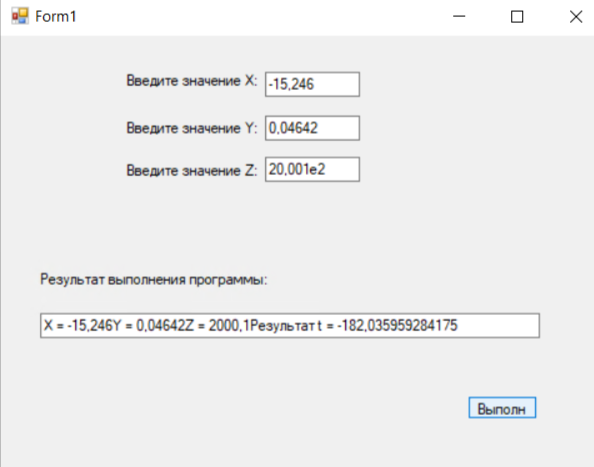 Form1
Введите значение X: -15,246
Введите значение Y: 0,04642
Введите значение Z: 20,001e2
Результат выполнения программы:
X = -15,246Y = 0,04642Z = 2000,1Результат t = -182,035959284175
Выполн